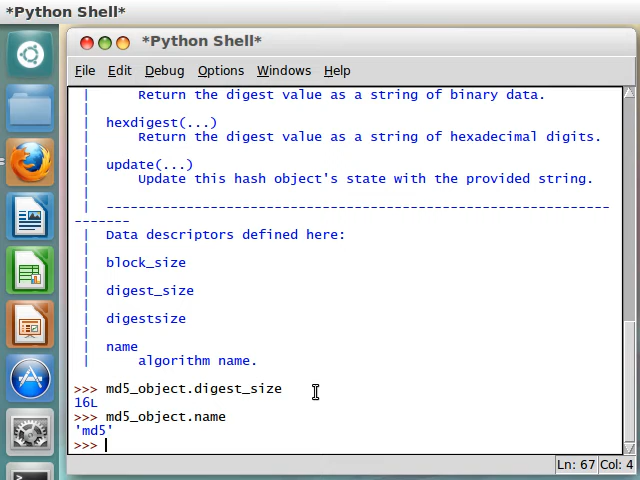 *Python Shell*
*Python Shell*
File Edit Debug Options Windows Help
| Return the digest value as a string of binary data.
|
| hexdigest(...)
| Return the digest value as a string of hexadecimal digits.
|
| update(...)
| Update this hash object's state with the provided string.
|
| ---------------------------------------------------------------
-------
| Data descriptors defined here:
|
| block_size
|
| digest_size
|
| digestsize
|
| name
| algorithm name.
>>> md5_object.digest_size
16L
>>> md5_object.name
'md5'
>>>
Ln: 67 Col: 4